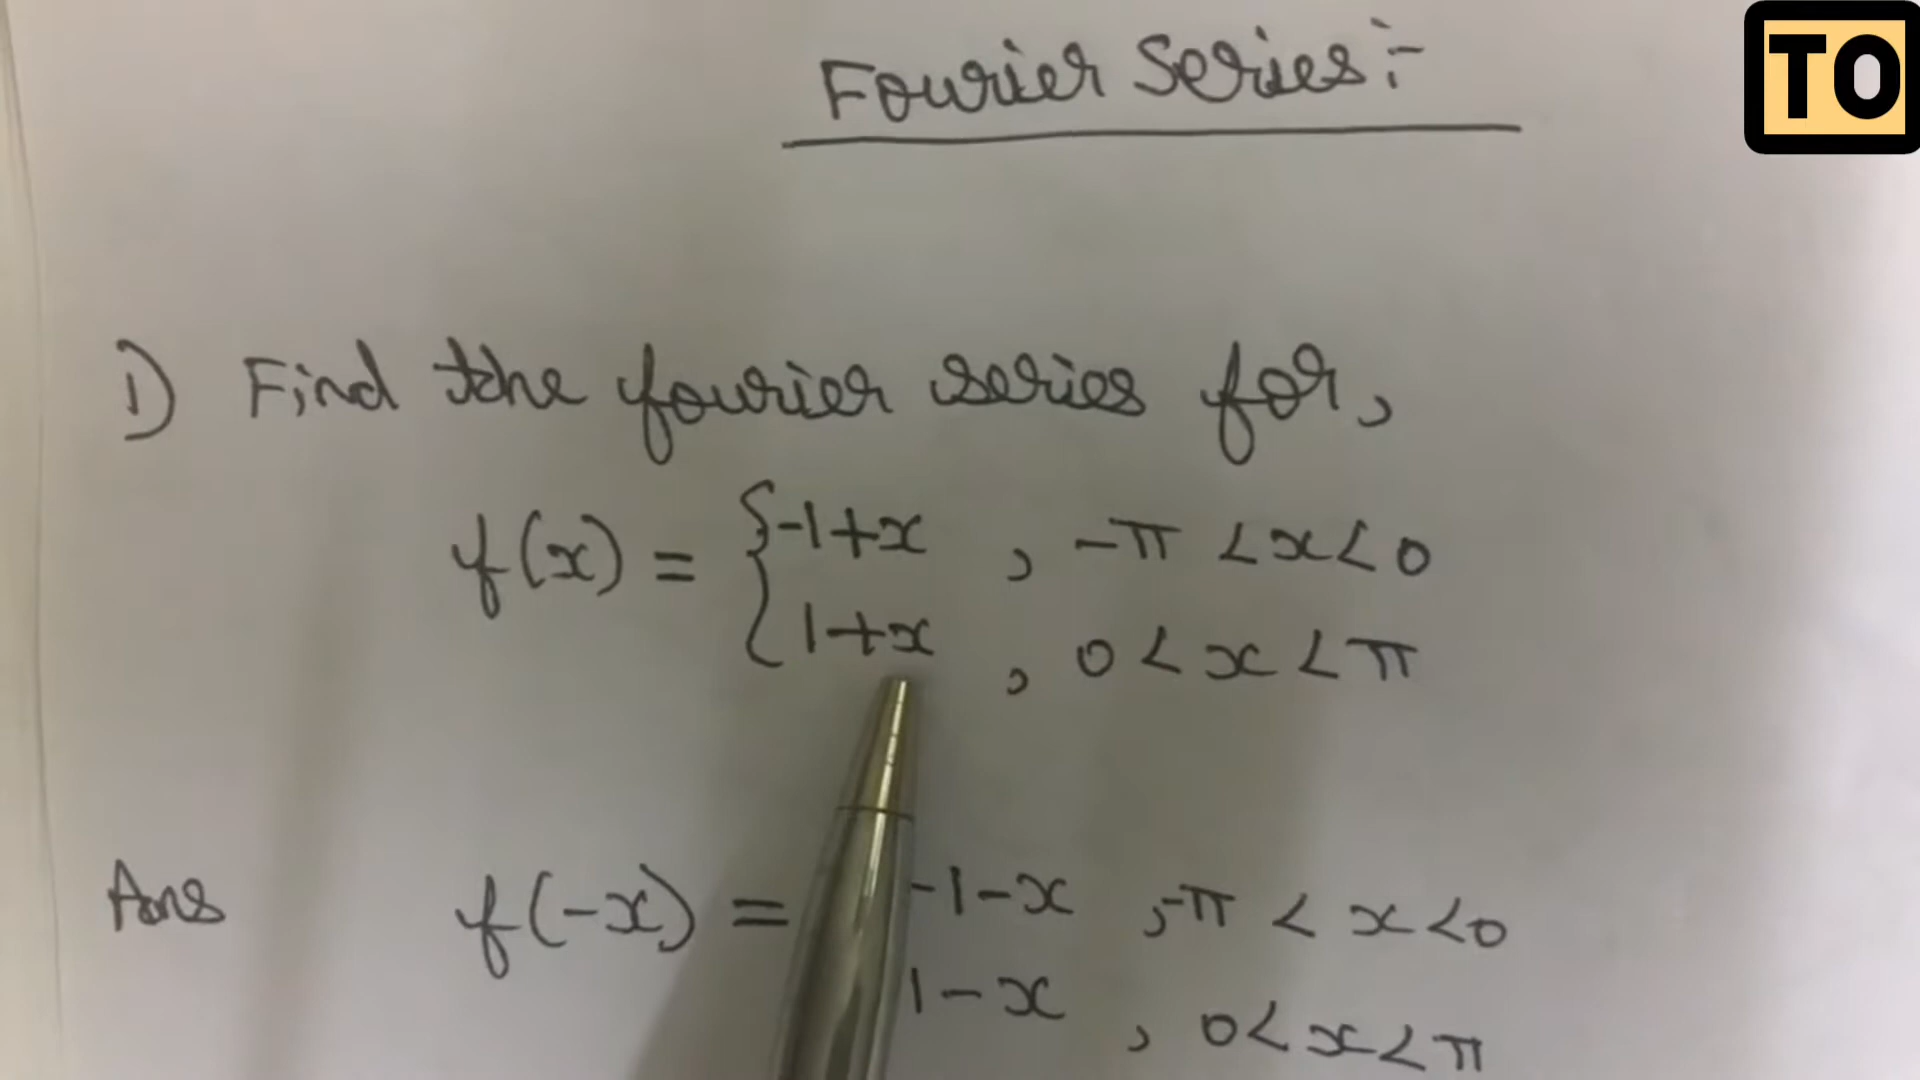 TO
Fourier Series:-
1) Find the fourier series for,
f(x) = { -1+x , -π < x < 0
1+x , 0 < x < π
Ans f(-x) = -1-x , -π < x < 0
1-x , 0 < x < π